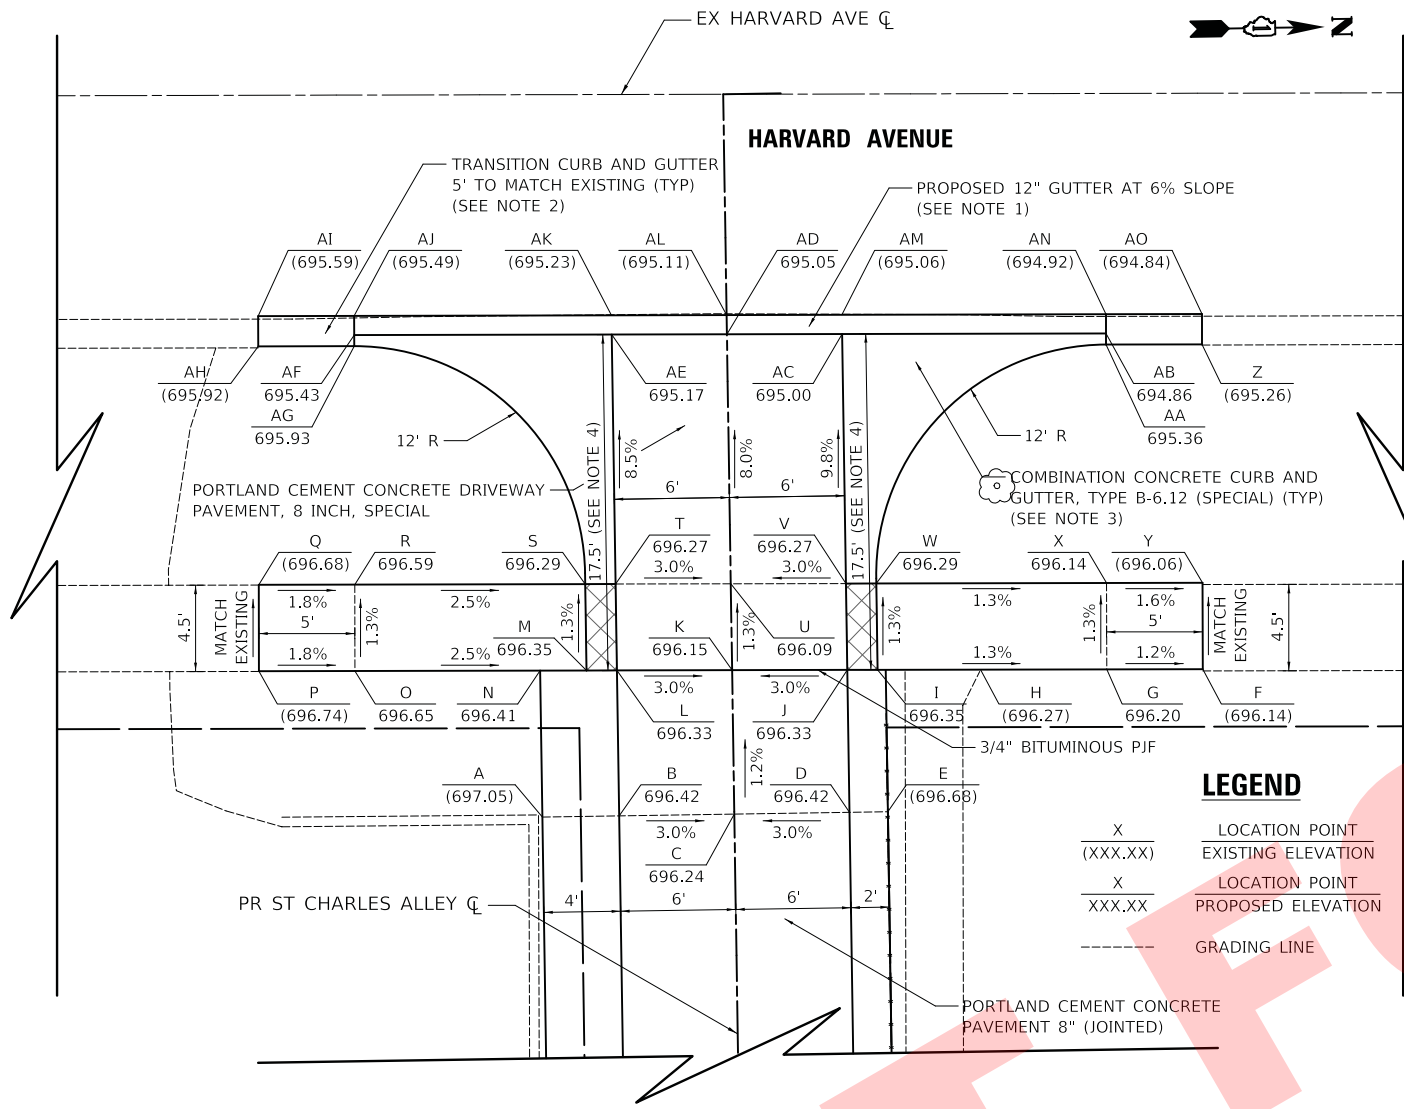 EX HARVARD AVE ℄
N
HARVARD AVENUE
TRANSITION CURB AND GUTTER
5' TO MATCH EXISTING (TYP)
(SEE NOTE 2)
PROPOSED 12" GUTTER AT 6% SLOPE
(SEE NOTE 1)
AI
(695.59)
AJ
(695.49)
AK
(695.23)
AL
(695.11)
AD
695.05
AM
(695.06)
AN
(694.92)
AO
(694.84)
AH
(695.92)
AF
695.43
AG
695.93
AE
695.17
AC
695.00
AB
694.86
AA
695.36
Z
(695.26)
12' R
12' R
8.5%
8.0%
9.8%
17.5' (SEE NOTE 4)
17.5' (SEE NOTE 4)
6'
6'
PORTLAND CEMENT CONCRETE DRIVEWAY
PAVEMENT, 8 INCH, SPECIAL
COMBINATION CONCRETE CURB AND
GUTTER, TYPE B-6.12 (SPECIAL) (TYP)
(SEE NOTE 3)
Q
(696.68)
R
696.59
S
696.29
T
696.27
V
696.27
W
696.29
X
696.14
Y
(696.06)
3.0%
3.0%
4.5'
MATCH
EXISTING
1.8%
5'
1.8%
1.3%
2.5%
2.5%
1.3%
M
696.35
K
696.15
1.3%
U
696.09
1.3%
1.3%
1.3%
1.3%
1.6%
5'
1.2%
MATCH
EXISTING
4.5'
P
(696.74)
O
696.65
N
696.41
3.0%
3.0%
L
696.33
J
696.33
I
696.35
H
(696.27)
G
696.20
F
(696.14)
3/4" BITUMINOUS PJF
1.2%
A
(697.05)
B
696.42
D
696.42
E
(696.68)
3.0%
3.0%
C
696.24
PR ST CHARLES ALLEY ℄
4'
6'
6'
2'
PORTLAND CEMENT CONCRETE
PAVEMENT 8" (JOINTED)
LEGEND
X
(XXX.XX)
LOCATION POINT
EXISTING ELEVATION
X
XXX.XX
LOCATION POINT
PROPOSED ELEVATION
GRADING LINE